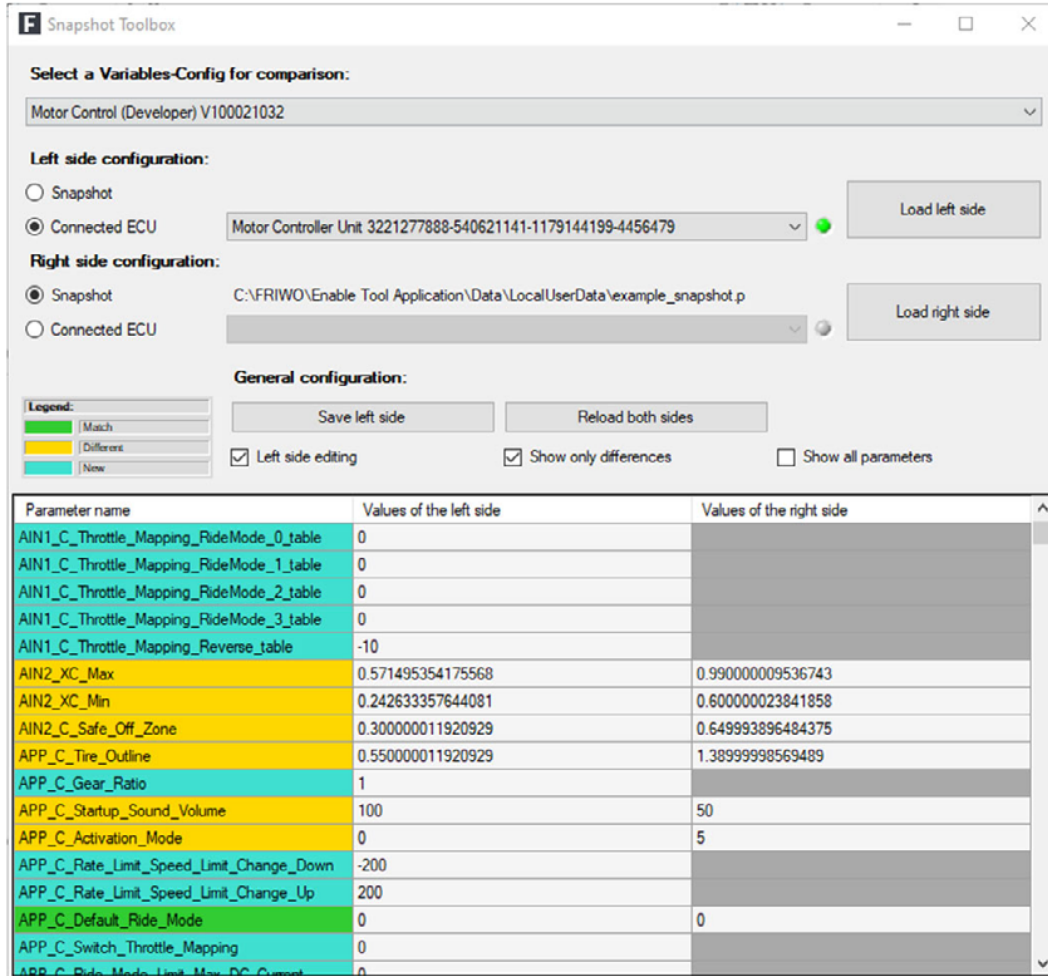 F Snapshot Toolbox
Select a Variables-Config for comparison:
Motor Control (Developer) V100021032
Left side configuration:
Snapshot
Connected ECU Motor Controller Unit 3221277888-540621141-1179144199-4456479
Load left side
Right side configuration:
Snapshot C:\FRIWO\Enable Tool Application\Data\LocalUserData\example_snapshot.p
Connected ECU
Load right side
General configuration:
Legend:
Match
Different
New
Save left side Reload both sides
Left side editing Show only differences Show all parameters
Parameter name Values of the left side Values of the right side
AIN1_C_Throttle_Mapping_RideMode_0_table 0
AIN1_C_Throttle_Mapping_RideMode_1_table 0
AIN1_C_Throttle_Mapping_RideMode_2_table 0
AIN1_C_Throttle_Mapping_RideMode_3_table 0
AIN1_C_Throttle_Mapping_Reverse_table -10
AIN2_XC_Max 0.571495354175568 0.990000009536743
AIN2_XC_Min 0.242633357644081 0.600000023841858
AIN2_C_Safe_Off_Zone 0.300000011920929 0.649993896484375
APP_C_Tire_Outline 0.550000011920929 1.38999998569489
APP_C_Gear_Ratio 1
APP_C_Startup_Sound_Volume 100 50
APP_C_Activation_Mode 0 5
APP_C_Rate_Limit_Speed_Limit_Change_Down -200
APP_C_Rate_Limit_Speed_Limit_Change_Up 200
APP_C_Default_Ride_Mode 0 0
APP_C_Switch_Throttle_Mapping 0
APP_C_Ride_Mode_Limit_Max_DC_Current 0